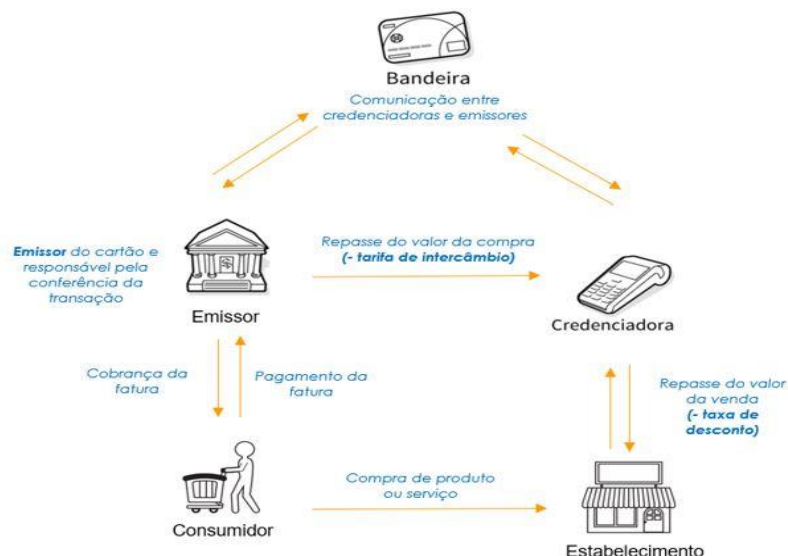 Bandeira
Comunicação entre
credenciadoras e emissores
Emissor do cartão e
responsável pela
conferência da
transação
Emissor
Repasse do valor da compra
(- tarifa de intercâmbio)
Credenciadora
Cobrança da
fatura
Pagamento da
fatura
Repasse do valor
da venda
(- taxa de
desconto)
Consumidor
Compra de produto
ou serviço
Estabelecimento